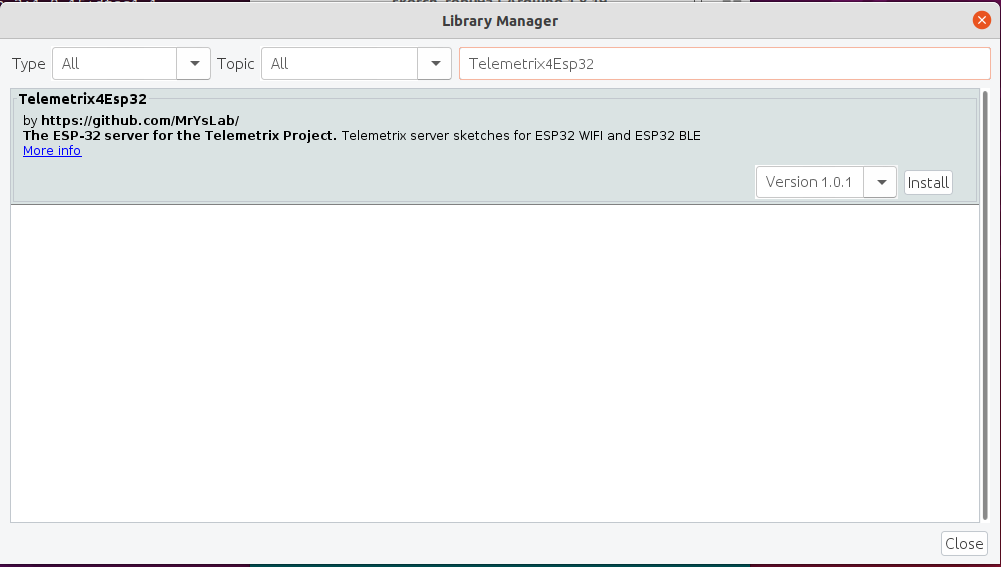 Library Manager
Type All Topic All Telemetrix4Esp32
Telemetrix4Esp32
by https://github.com/MrYsLab/
The ESP-32 server for the Telemetrix Project. Telemetrix server sketches for ESP32 WIFI and ESP32 BLE
More info
Version 1.0.1 Install
Close